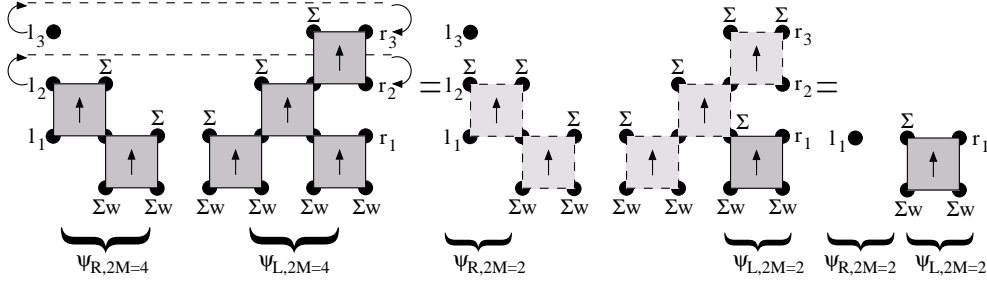 Σ Σ
l3 r3 l3 r3
Σ Σ Σ Σ Σ
l2 r2 = l2 r2 =
Σ Σ Σ Σ Σ Σ
l1 r1 l1 r1 l1 r1
Σw Σw Σw Σw Σw Σw Σw Σw Σw Σw Σw Σw Σw Σw
ΨR,2M=4 ΨL,2M=4 ΨR,2M=2 ΨL,2M=2 ΨR,2M=2 ΨL,2M=2